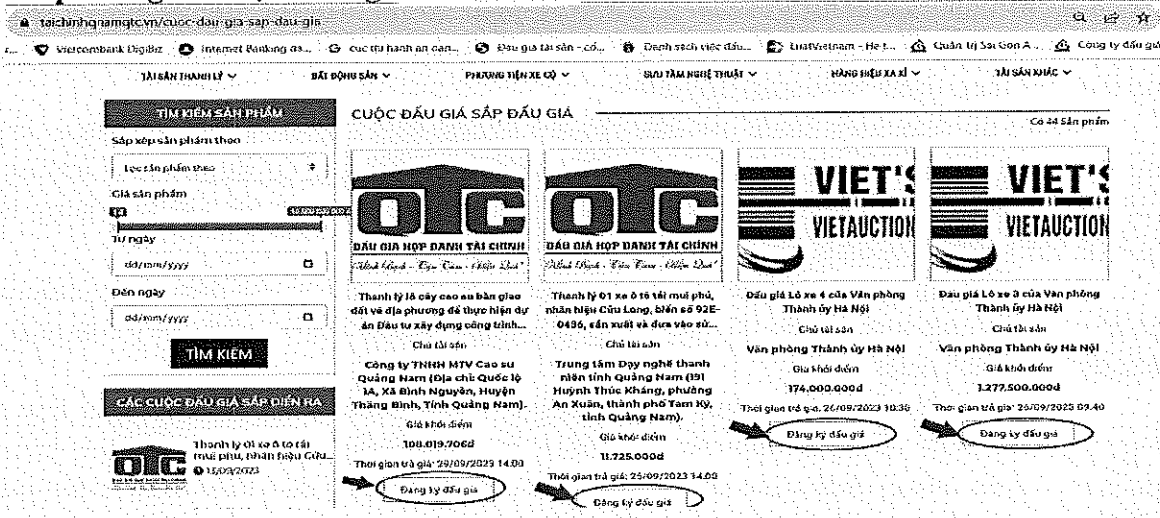 taichinhqnamqtc.vn/cuoc-dau-gia-sap-dau-gia
Vietcombank DigiBiz
Internet Banking da...
cuc thi hanh an dan...
Đấu giá tài sản - cổ...
Danh sách việc đấu...
LuatVietnam - Hệ t...
Quản trị Sài Gòn A...
Công ty đấu giá
TÀI SẢN THANH LÝ
BẤT ĐỘNG SẢN
PHƯƠNG TIỆN XE CỘ
SƯU TẦM NGHỆ THUẬT
HÀNG HIỆU XA XỈ
TÀI SẢN KHÁC
TÌM KIẾM SẢN PHẨM
Sắp xếp sản phẩm theo
Lọc sản phẩm theo
Giá sản phẩm
Từ ngày
dd/mm/yyyy
Đến ngày
dd/mm/yyyy
TÌM KIẾM
CÁC CUỘC ĐẤU GIÁ SẮP DIỄN RA
Thanh lý 01 xe ô tô tải
mui phủ, nhãn hiệu Cửu...
15/09/2023
CUỘC ĐẤU GIÁ SẮP ĐẤU GIÁ
Có 44 Sản phẩm
QTC
ĐẤU GIÁ HỢP DANH TÀI CHÍNH
Thanh lý lô cây cao su bàn giao
đất về địa phương để thực hiện dự
án Đầu tư xây dựng công trình...
Chủ tài sản
Công ty TNHH MTV Cao su
Quảng Nam (Địa chỉ: Quốc lộ
1A, Xã Bình Nguyên, Huyện
Thăng Bình, Tỉnh Quảng Nam).
Giá khởi điểm
108.019.706đ
Thời gian trả giá: 29/09/2023 14:00
Đăng ký đấu giá
QTC
ĐẤU GIÁ HỢP DANH TÀI CHÍNH
Thanh lý 01 xe ô tô tải mui phủ,
nhãn hiệu Cửu Long, biển số 92E-
0436, sản xuất và đưa vào sử...
Chủ tài sản
Trung tâm Dạy nghề thanh
niên tỉnh Quảng Nam (191
Huỳnh Thúc Kháng, phường
An Xuân, thành phố Tam Kỳ,
tỉnh Quảng Nam).
Giá khởi điểm
11.725.000đ
Thời gian trả giá: 25/09/2023 14:00
Đăng ký đấu giá
VIET'S
VIETAUCTION
Đấu giá Lô xe 4 của Văn phòng
Thành ủy Hà Nội
Chủ tài sản
Văn phòng Thành ủy Hà Nội
Giá khởi điểm
174.000.000đ
Thời gian trả giá: 26/09/2023 10:30
Đăng ký đấu giá
VIET'S
VIETAUCTION
Đấu giá Lô xe 3 của Văn phòng
Thành ủy Hà Nội
Chủ tài sản
Văn phòng Thành ủy Hà Nội
Giá khởi điểm
1.277.500.000đ
Thời gian trả giá: 26/09/2023 09:40
Đăng ký đấu giá